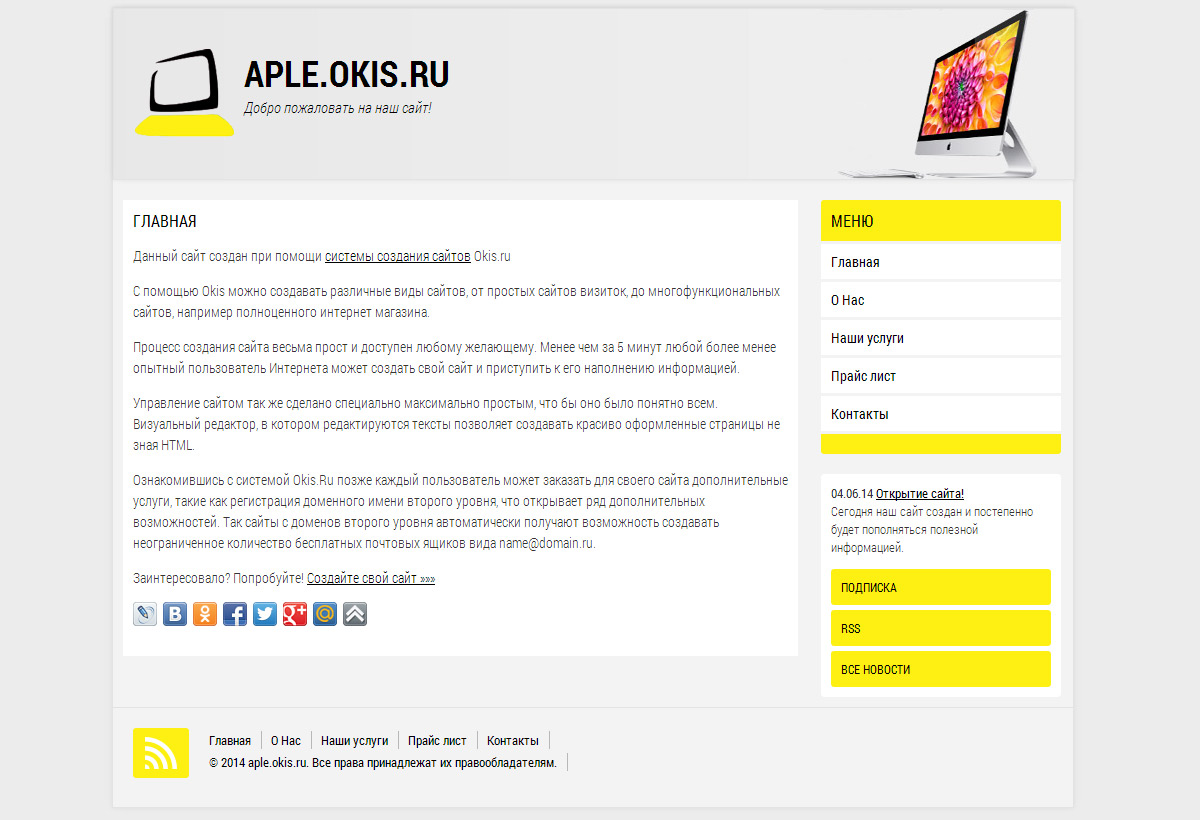 APLE.OKIS.RU
Добро пожаловать на наш сайт!
ГЛАВНАЯ
Данный сайт создан при помощи системы создания сайтов Okis.ru
С помощью Okis можно создавать различные виды сайтов, от простых сайтов визиток, до многофункциональных
сайтов, например полноценного интернет магазина.
Процесс создания сайта весьма прост и доступен любому желающему. Менее чем за 5 минут любой более менее
опытный пользователь Интернета может создать свой сайт и приступить к его наполнению информацией.
Управление сайтом так же сделано специально максимально простым, что бы оно было понятно всем.
Визуальный редактор, в котором редактируются тексты позволяет создавать красиво оформленные страницы не
зная HTML.
Ознакомившись с системой Okis.Ru позже каждый пользователь может заказать для своего сайта дополнительные
услуги, такие как регистрация доменного имени второго уровня, что открывает ряд дополнительных
возможностей. Так сайты с доменов второго уровня автоматически получают возможность создавать
неограниченное количество бесплатных почтовых ящиков вида name@domain.ru.
Заинтересовало? Попробуйте! Создайте свой сайт »»»
МЕНЮ
Главная
О Нас
Наши услуги
Прайс лист
Контакты
04.06.14 Открытие сайта!
Сегодня наш сайт создан и постепенно
будет пополняться полезной
информацией.
ПОДПИСКА
RSS
ВСЕ НОВОСТИ
Главная О Нас Наши услуги Прайс лист Контакты
© 2014 aple.okis.ru. Все права принадлежат их правообладателям.